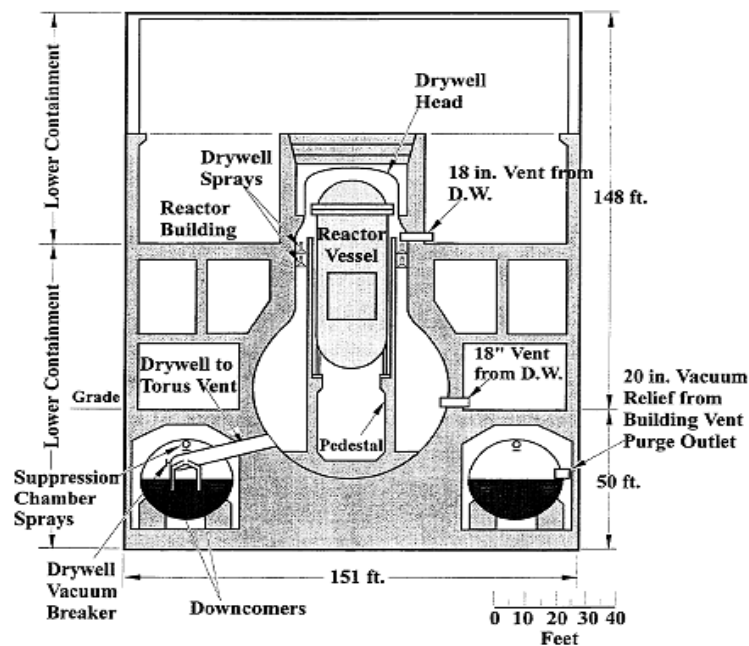 Lower Containment
Lower Containment
Drywell
Head
Drywell
Sprays
18 in. Vent from
D.W.
148 ft.
Reactor
Building
Reactor
Vessel
Drywell to
Torus Vent
18" Vent
from D.W.
20 in. Vacuum
Relief from
Building Vent
Purge Outlet
Grade
Pedestal
Suppression
Chamber
Sprays
50 ft.
Drywell
Vacuum
Breaker
Downcomers
151 ft.
0 10 20 30 40
Feet